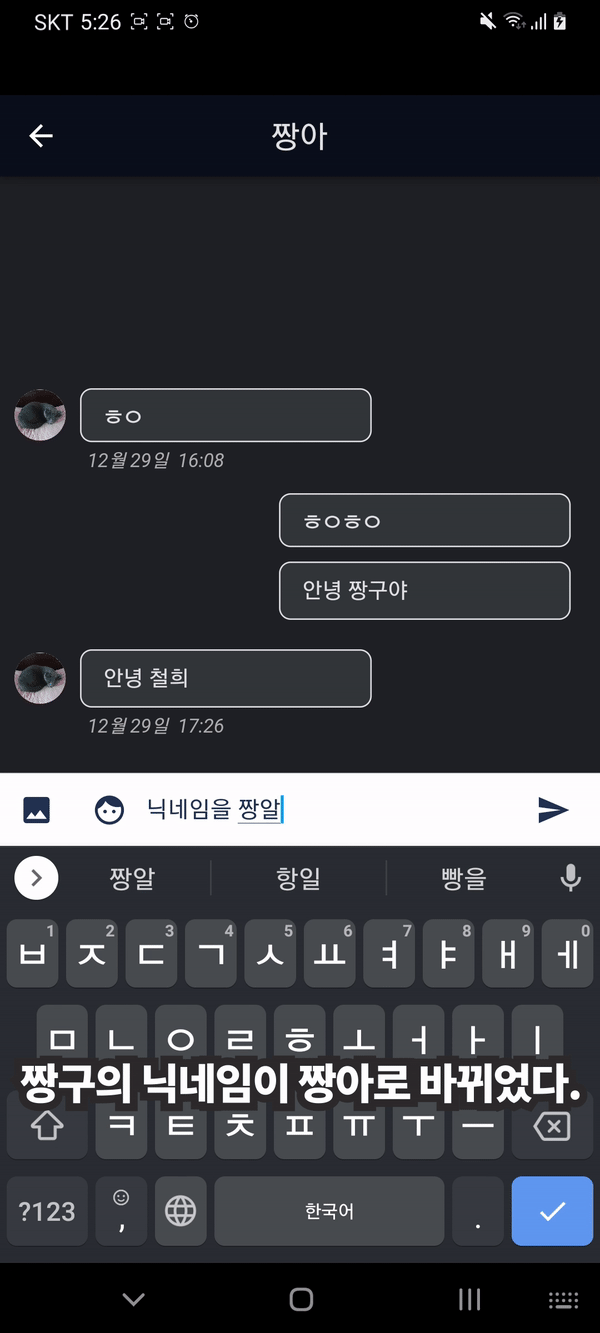 SKT 5:26
짱아
ㅎㅇ
12월 29일 16:08
ㅎㅇㅎㅇ
안녕 짱구야
안녕 철희
12월 29일 17:26
닉네임을 짱알
짱알 항일 빵을
1 2 3 4 5 6 7 8 9 0
ㅂ ㅈ ㄷ ㄱ ㅅ ㅛ ㅕ ㅑ ㅐ ㅔ
ㅁ ㄴ ㅇ ㄹ ㅎ ㅗ ㅓ ㅏ ㅣ
짱구의 닉네임이 짱아로 바뀌었다.
ㅋ ㅌ ㅊ ㅍ ㅠ ㅜ ㅡ
?123 , 한국어 .